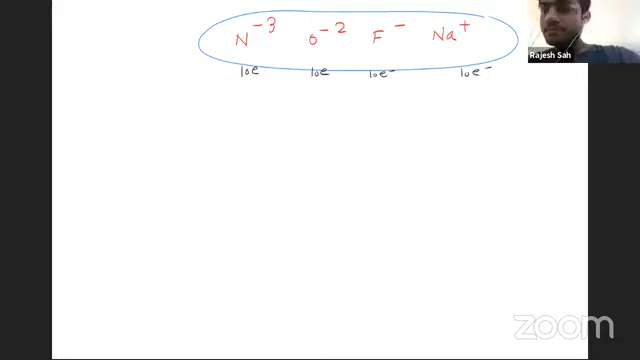 N⁻³ O⁻² F⁻ Na⁺
10e 10e 10e⁻ 10e⁻
Rajesh Sah
zoom